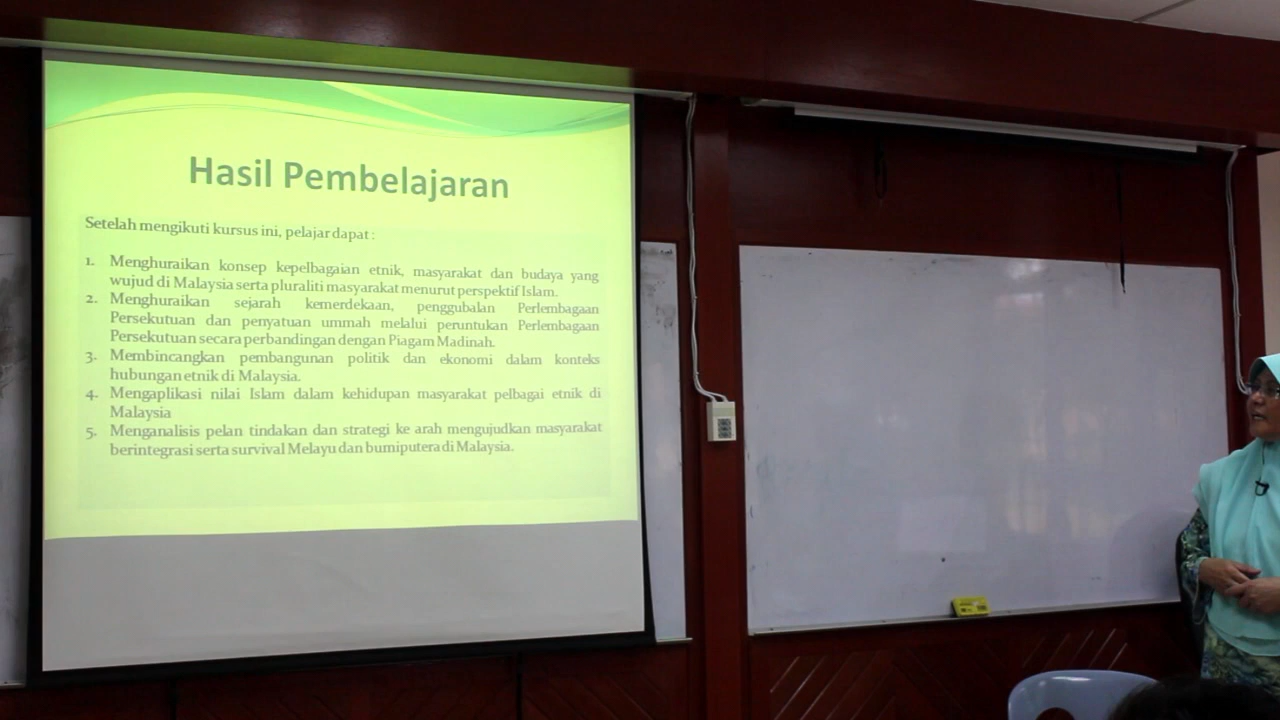 Hasil Pembelajaran
Setelah mengikuti kursus ini, pelajar dapat :
1. Menghuraikan konsep kepelbagaian etnik, masyarakat dan budaya yang
wujud di Malaysia serta pluraliti masyarakat menurut perspektif Islam.
2. Menghuraikan sejarah kemerdekaan, penggubalan Perlembagaan
Persekutuan dan penyatuan ummah melalui peruntukan Perlembagaan
Persekutuan secara perbandingan dengan Piagam Madinah.
3. Membincangkan pembangunan politik dan ekonomi dalam konteks
hubungan etnik di Malaysia.
4. Mengaplikasi nilai Islam dalam kehidupan masyarakat pelbagai etnik di
Malaysia
5. Menganalisis pelan tindakan dan strategi ke arah mengujudkan masyarakat
berintegrasi serta survival Melayu dan bumiputera di Malaysia.